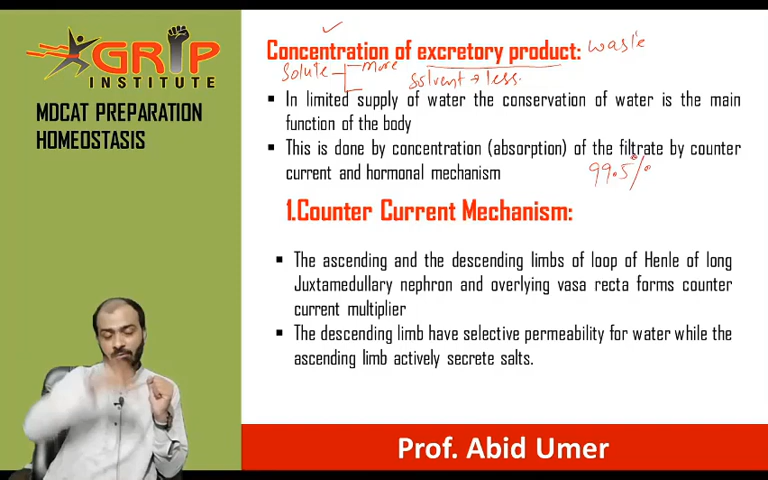 GRIP
INSTITUTE
MDCAT PREPARATION
HOMEOSTASIS
Concentration of excretory product: waste
Solute more solvent → less.
▪ In limited supply of water the conservation of water is the main
function of the body
▪ This is done by concentration (absorption) of the filtrate by counter
current and hormonal mechanism 99.5%
1.Counter Current Mechanism:
▪ The ascending and the descending limbs of loop of Henle of long
Juxtamedullary nephron and overlying vasa recta forms counter
current multiplier
▪ The descending limb have selective permeability for water while the
ascending limb actively secrete salts.
Prof. Abid Umer